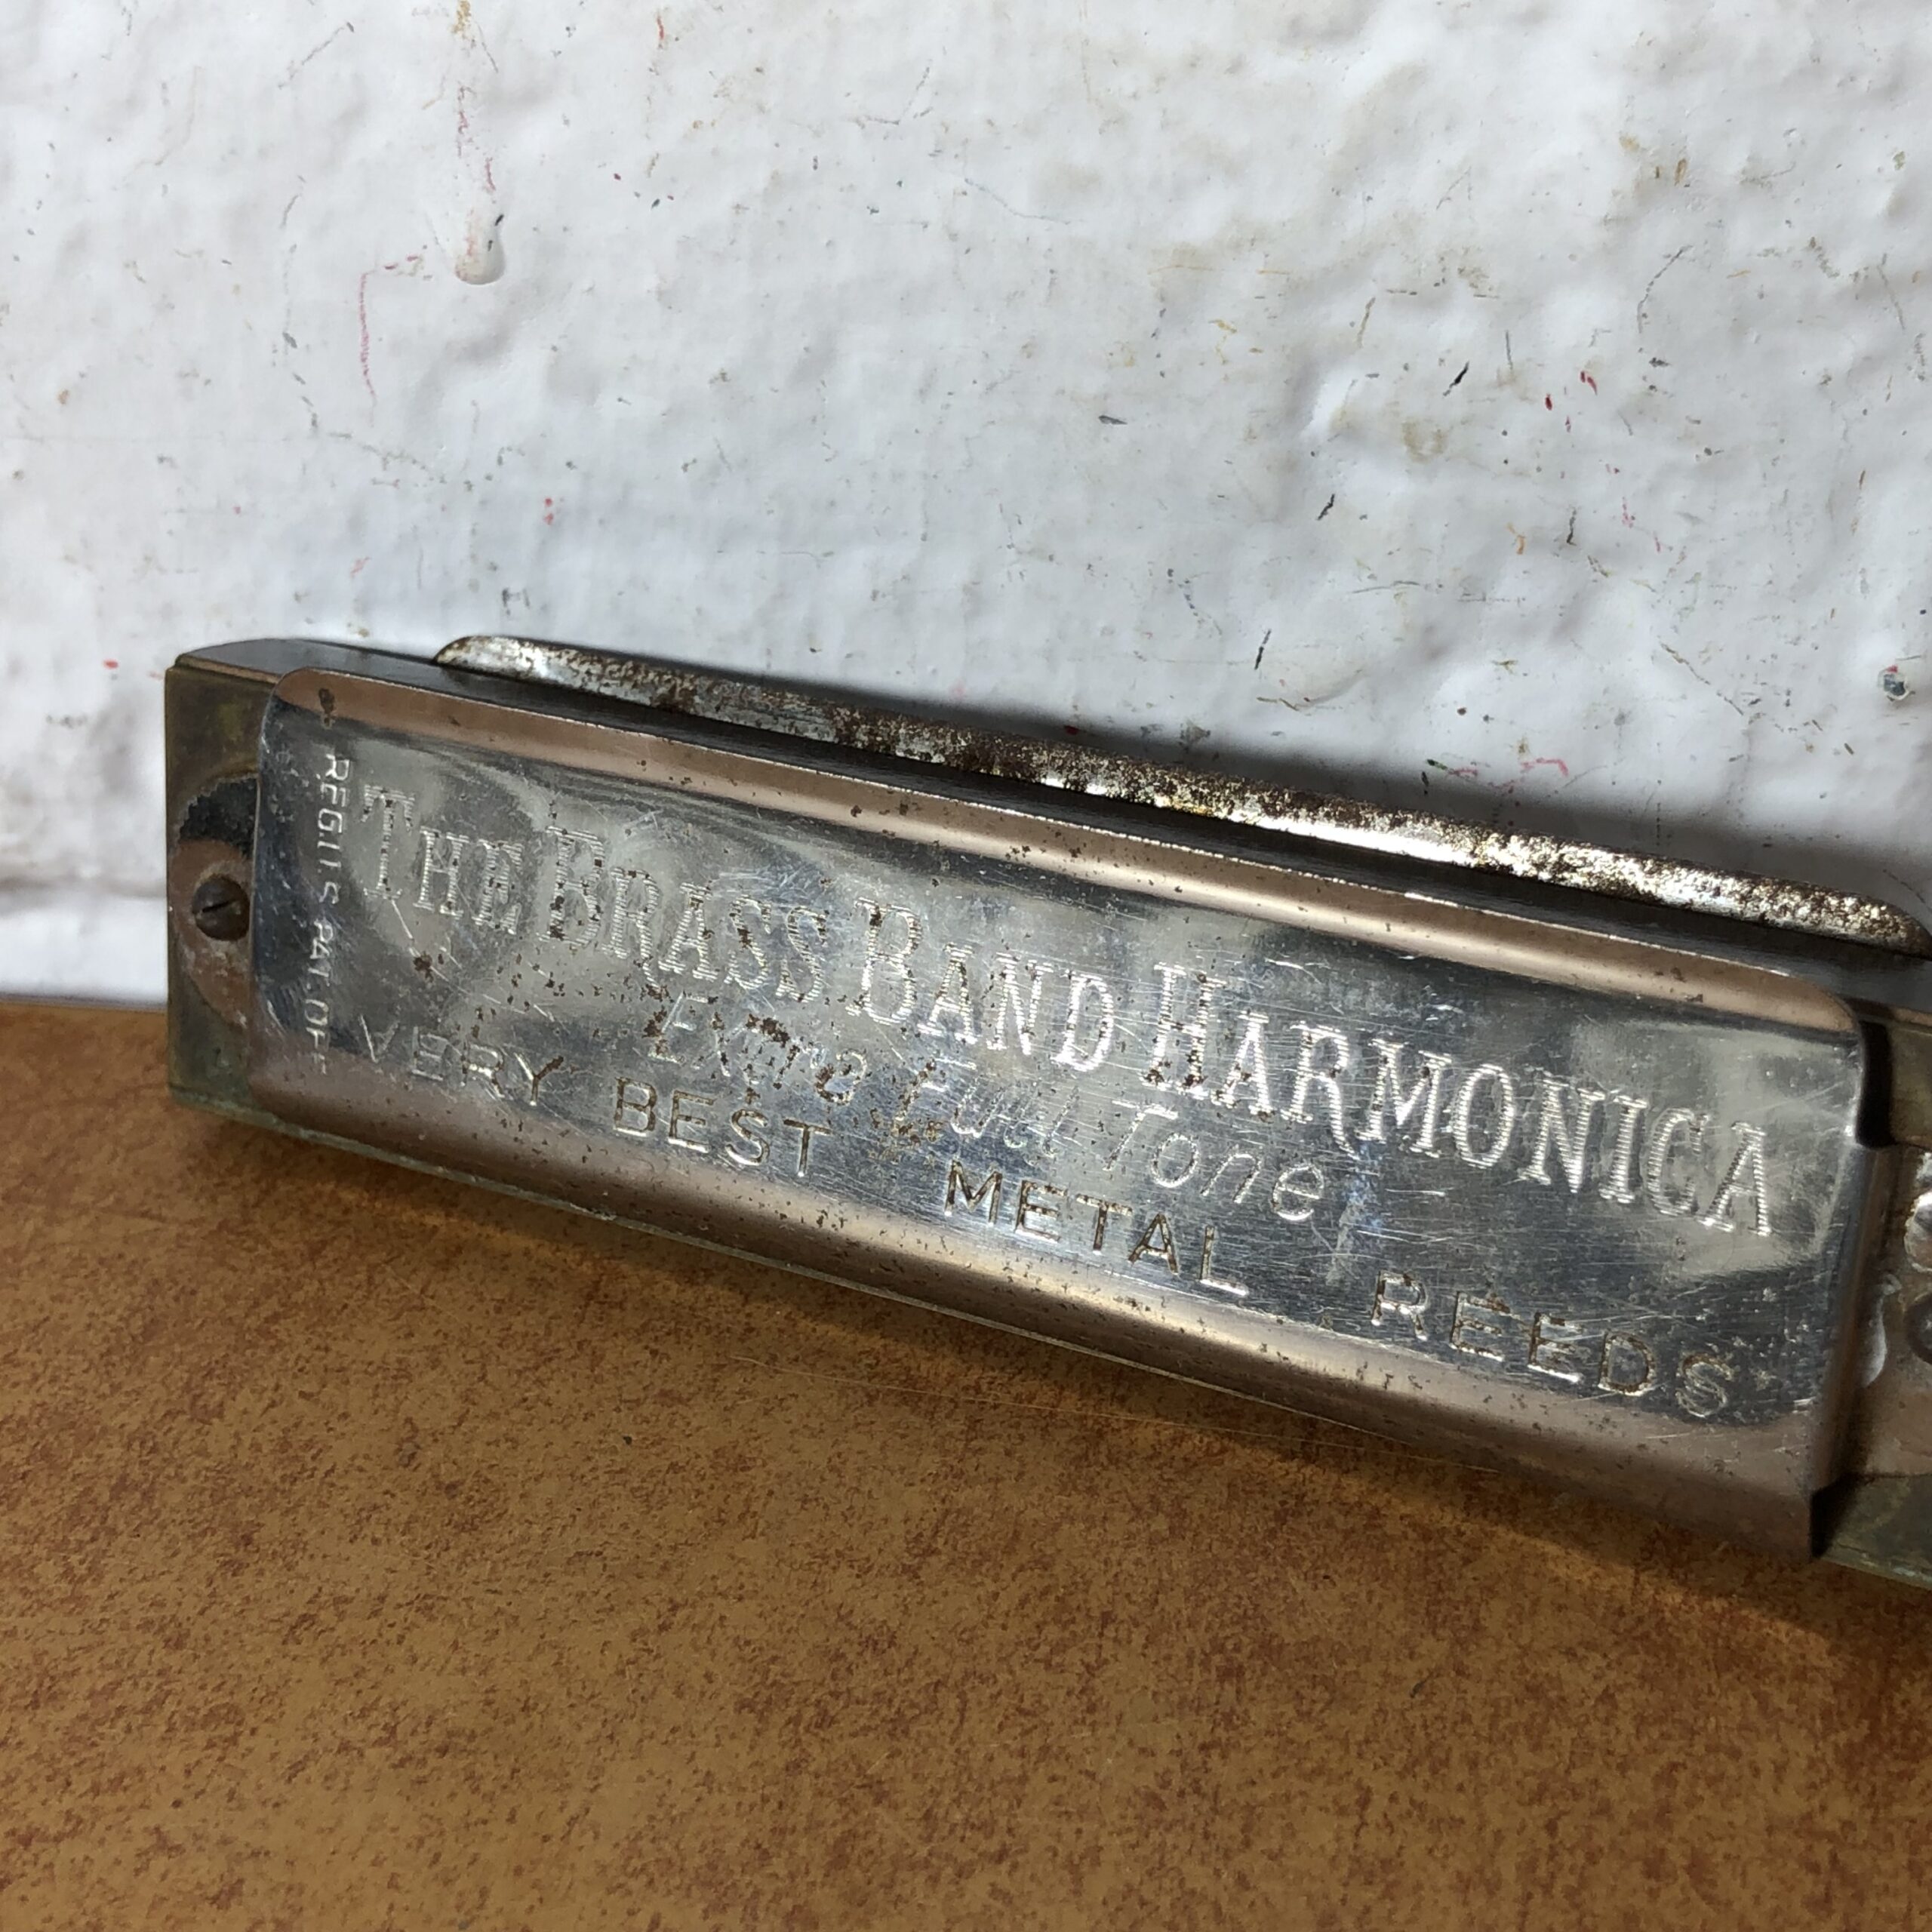 THE BRASS BAND HARMONICA
Extra Full Tone
VERY BEST METAL REEDS
REG. U.S. PAT. OFF.